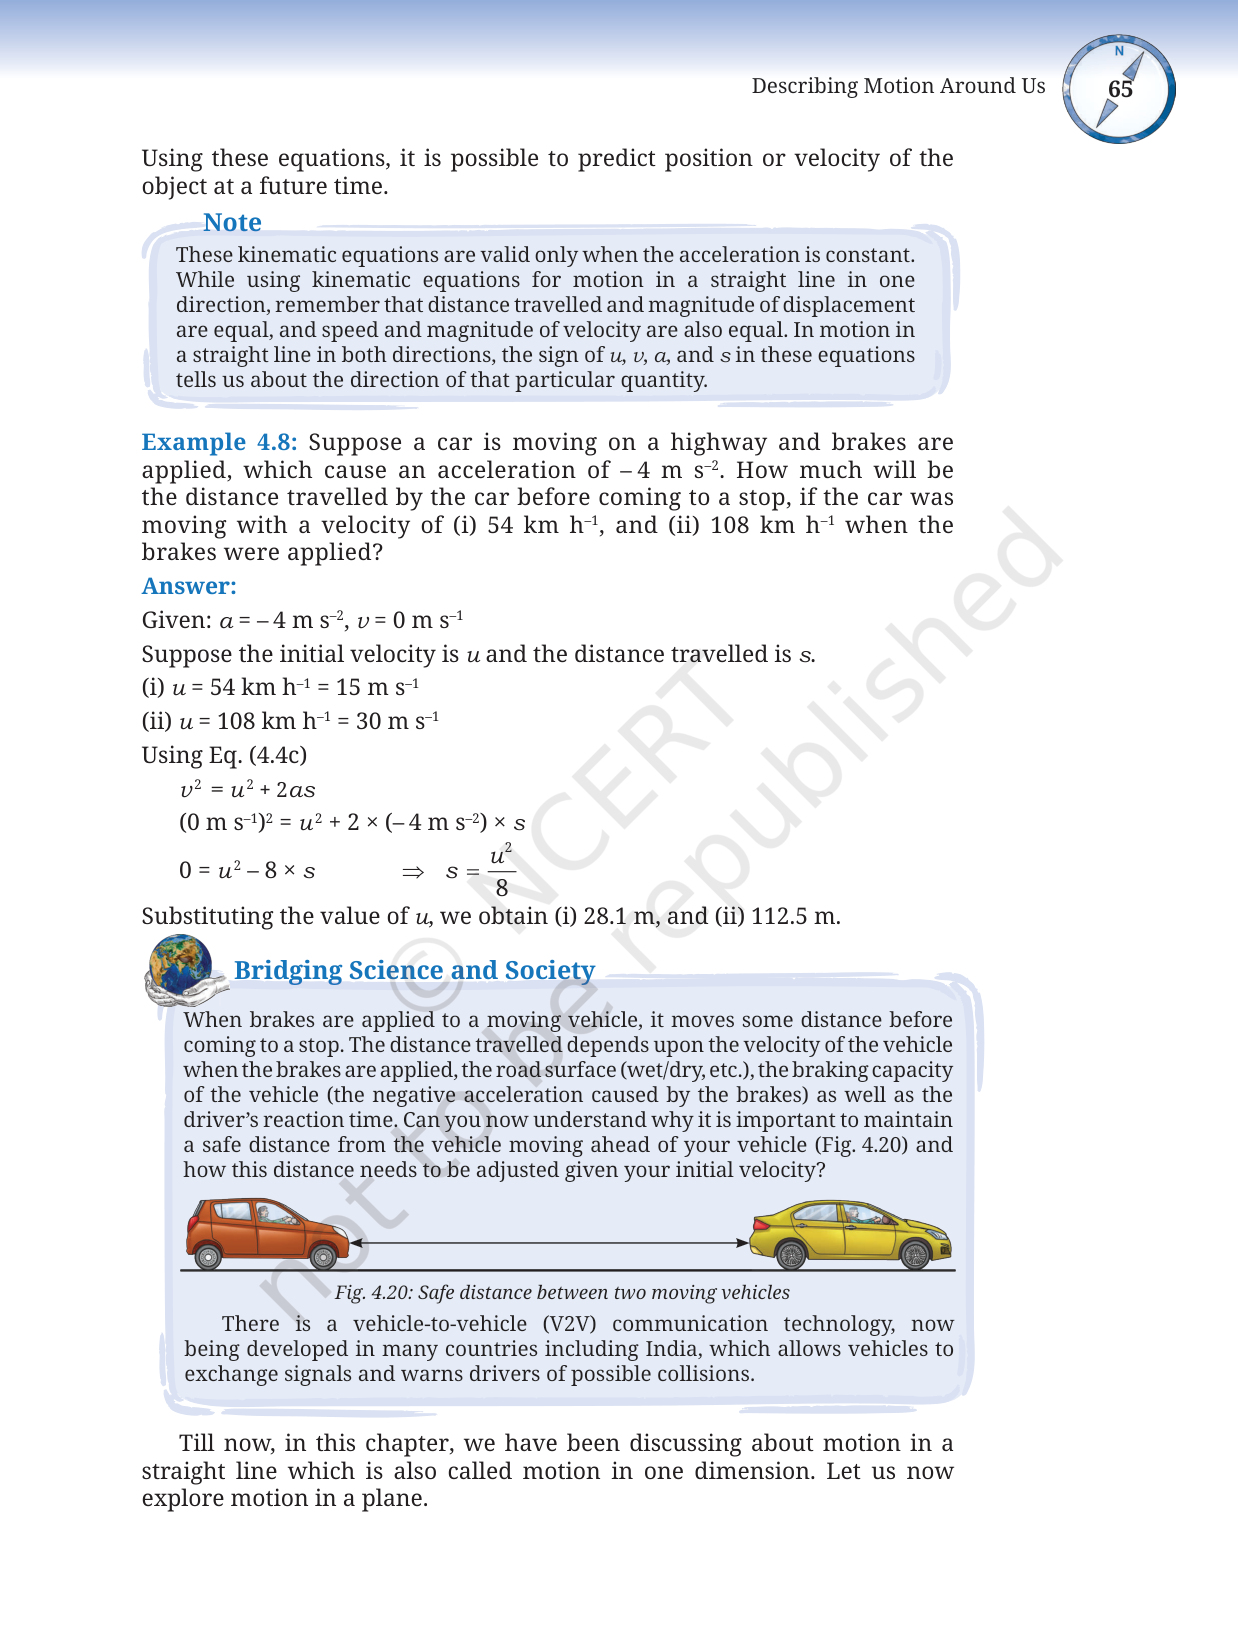 Describing Motion Around Us
N
65
Using these equations, it is possible to predict position or velocity of the
object at a future time.
Note
These kinematic equations are valid only when the acceleration is constant.
While using kinematic equations for motion in a straight line in one
direction, remember that distance travelled and magnitude of displacement
are equal, and speed and magnitude of velocity are also equal. In motion in
a straight line in both directions, the sign of u, v, a, and s in these equations
tells us about the direction of that particular quantity.
Example 4.8: Suppose a car is moving on a highway and brakes are
applied, which cause an acceleration of – 4 m s⁻². How much will be
the distance travelled by the car before coming to a stop, if the car was
moving with a velocity of (i) 54 km h⁻¹, and (ii) 108 km h⁻¹ when the
brakes were applied?
Answer:
Given: a = – 4 m s⁻², v = 0 m s⁻¹
Suppose the initial velocity is u and the distance travelled is s.
(i) u = 54 km h⁻¹ = 15 m s⁻¹
(ii) u = 108 km h⁻¹ = 30 m s⁻¹
Using Eq. (4.4c)
v² = u² + 2as
(0 m s⁻¹)² = u² + 2 × (– 4 m s⁻²) × s
0 = u² – 8 × s ⇒ s = u²/8
Substituting the value of u, we obtain (i) 28.1 m, and (ii) 112.5 m.
Bridging Science and Society
When brakes are applied to a moving vehicle, it moves some distance before
coming to a stop. The distance travelled depends upon the velocity of the vehicle
when the brakes are applied, the road surface (wet/dry, etc.), the braking capacity
of the vehicle (the negative acceleration caused by the brakes) as well as the
driver's reaction time. Can you now understand why it is important to maintain
a safe distance from the vehicle moving ahead of your vehicle (Fig. 4.20) and
how this distance needs to be adjusted given your initial velocity?
Fig. 4.20: Safe distance between two moving vehicles
There is a vehicle-to-vehicle (V2V) communication technology, now
being developed in many countries including India, which allows vehicles to
exchange signals and warns drivers of possible collisions.
Till now, in this chapter, we have been discussing about motion in a
straight line which is also called motion in one dimension. Let us now
explore motion in a plane.
© NCERT
not to be republished